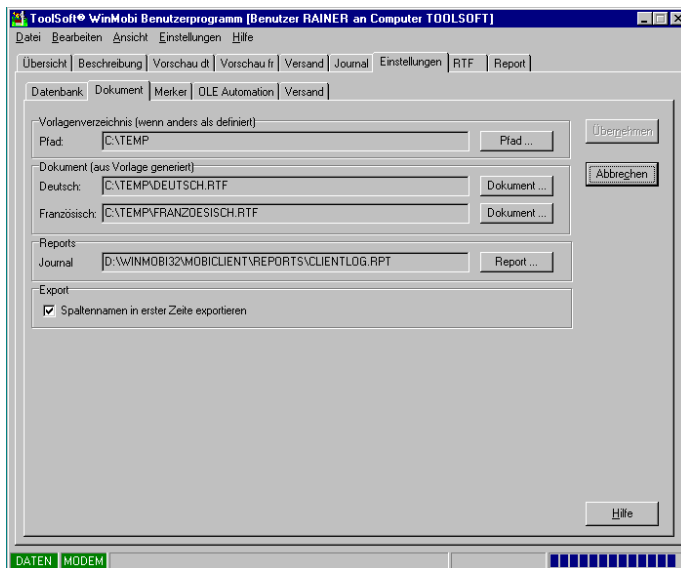 ToolSoft® WinMobi Benutzerprogramm [Benutzer RAINER an Computer TOOLSOFT]
Datei Bearbeiten Ansicht Einstellungen Hilfe
Übersicht Beschreibung Vorschau dt Vorschau fr Versand Journal Einstellungen RTF Report
Datenbank Dokument Merker OLE Automation Versand
Vorlagenverzeichnis (wenn anders als definiert)
Pfad: C:\TEMP Pfad ...
Übernehmen
Dokument (aus Vorlage generiert)
Deutsch: C:\TEMP\DEUTSCH.RTF Dokument ...
Abbrechen
Französisch: C:\TEMP\FRANZOESISCH.RTF Dokument ...
Reports
Journal D:\WINMOBI32\MOBICLIENT\REPORTS\CLIENTLOG.RPT Report ...
Export
Spaltennamen in erster Zeite exportieren
Hilfe
DATEN MODEM